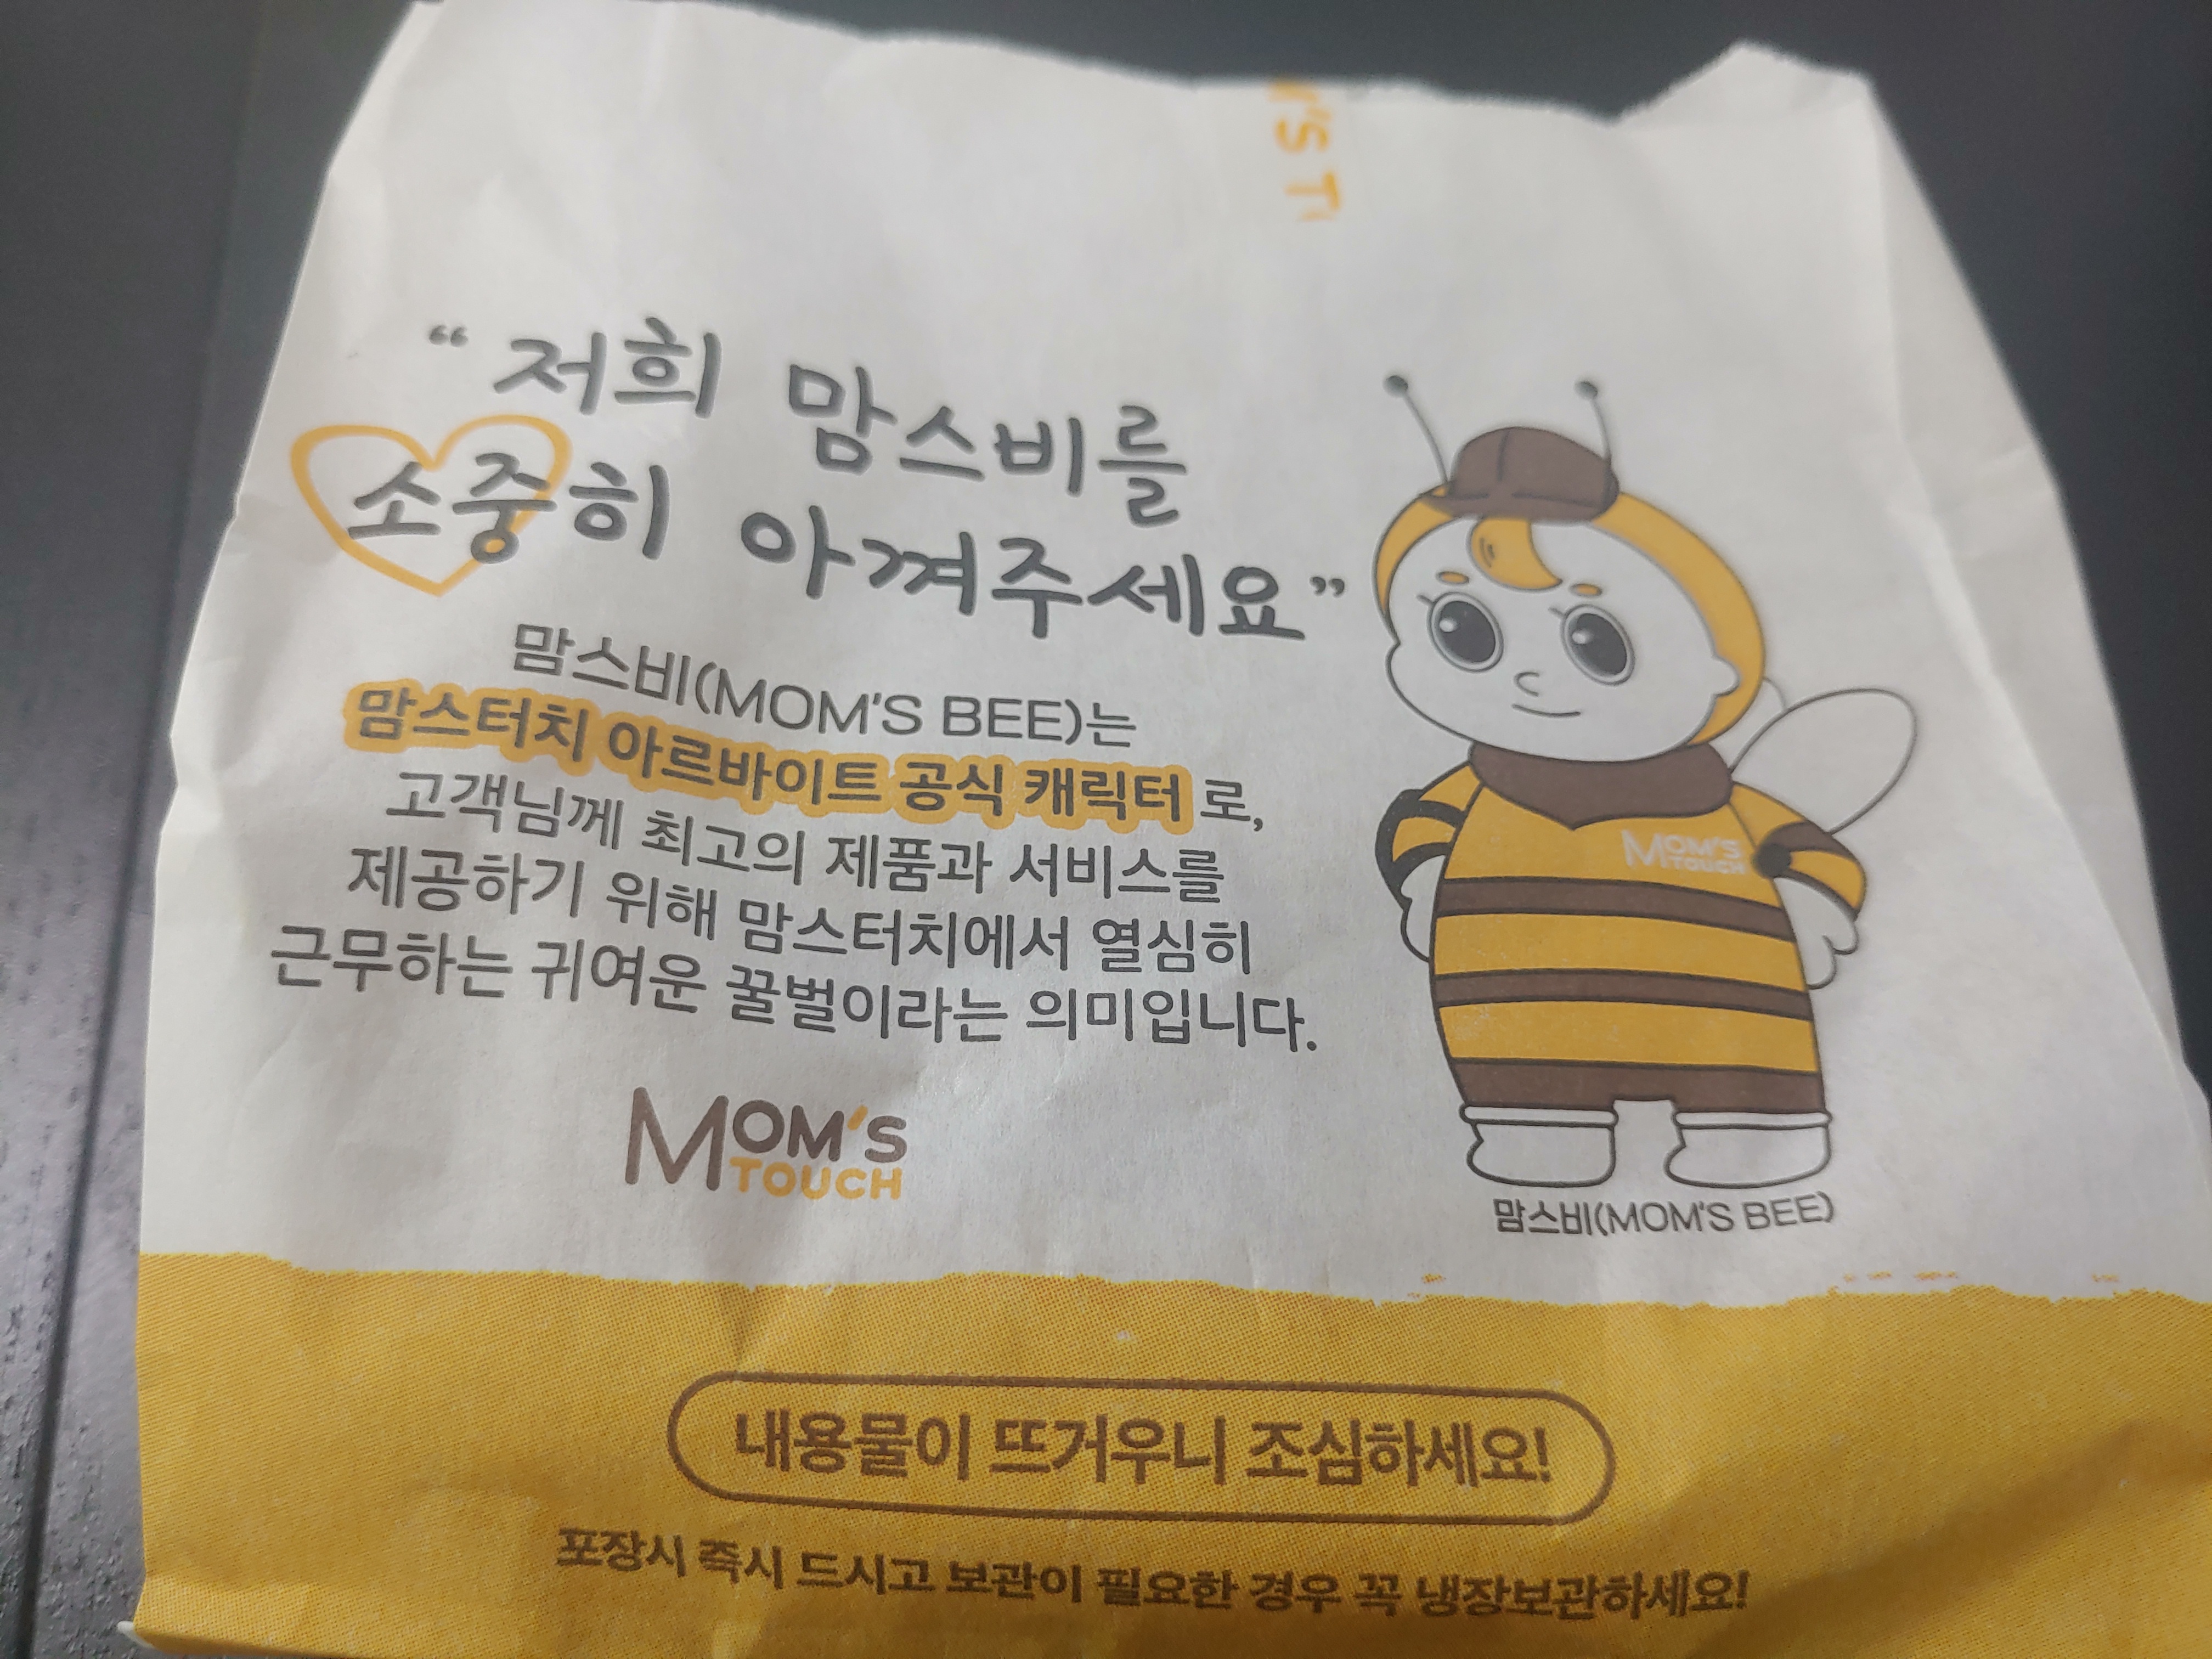 'S T
“저희 맘스비를
소중히 아껴주세요”
맘스비(MOM'S BEE)는
맘스터치 아르바이트 공식 캐릭터 로,
고객님께 최고의 제품과 서비스를
제공하기 위해 맘스터치에서 열심히
근무하는 귀여운 꿀벌이라는 의미입니다.
MOM'S
TOUCH
MOM'S
TOUCH
맘스비(MOM'S BEE)
내용물이 뜨거우니 조심하세요!
포장시 즉시 드시고 보관이 필요한 경우 꼭 냉장보관하세요!